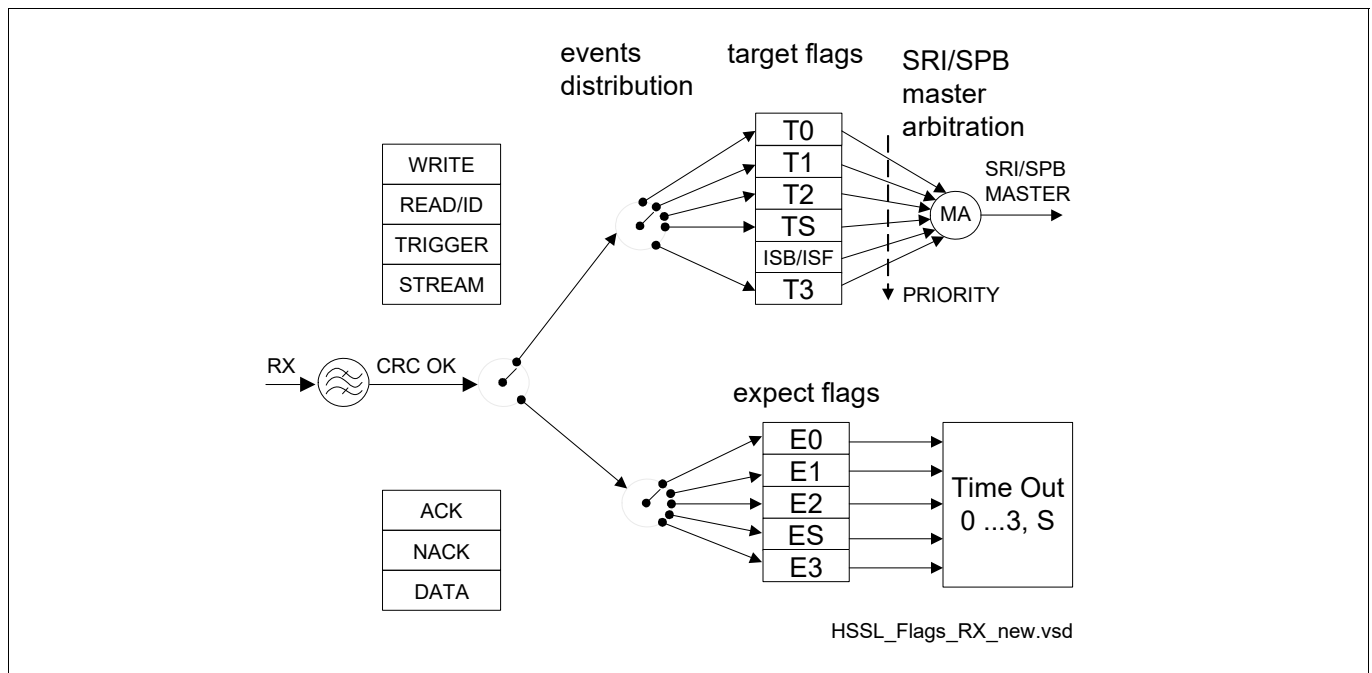 events
distribution
target flags
SRI/SPB
master
arbitration
WRITE
READ/ID
TRIGGER
STREAM
T0
T1
T2
TS
ISB/ISF
T3
MA
SRI/SPB
MASTER
PRIORITY
RX
CRC OK
expect flags
E0
E1
E2
ES
E3
Time Out
0 ...3, S
ACK
NACK
DATA
HSSL_Flags_RX_new.vsd